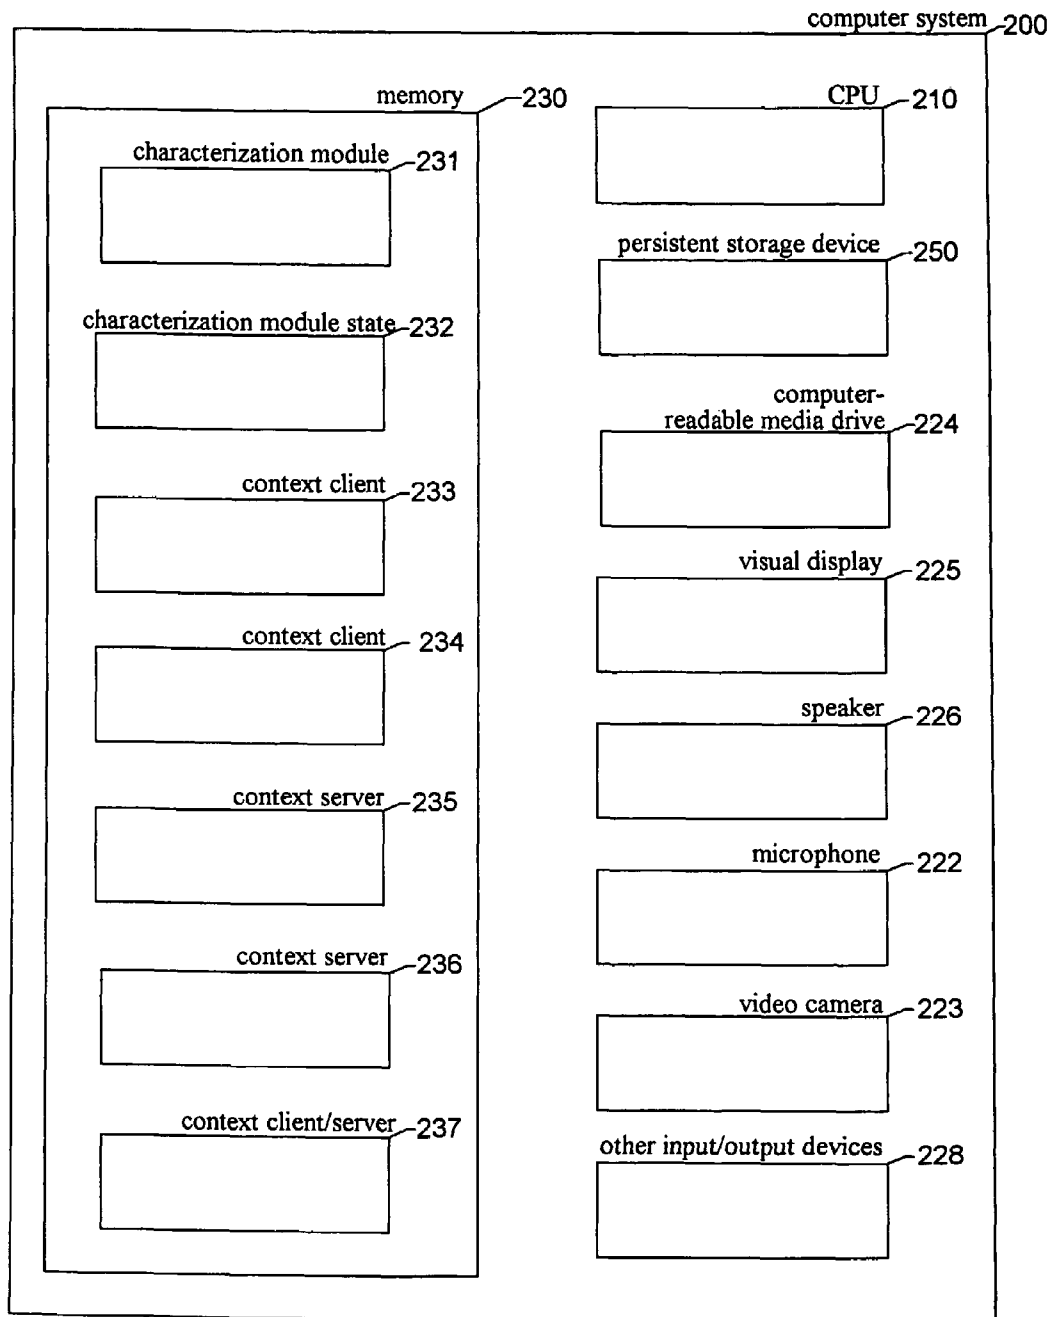 computer system 200
memory 230
characterization module 231
characterization module state 232
context client 233
context client 234
context server 235
context server 236
context client/server 237
CPU 210
persistent storage device 250
computer-
readable media drive 224
visual display 225
speaker 226
microphone 222
video camera 223
other input/output devices 228